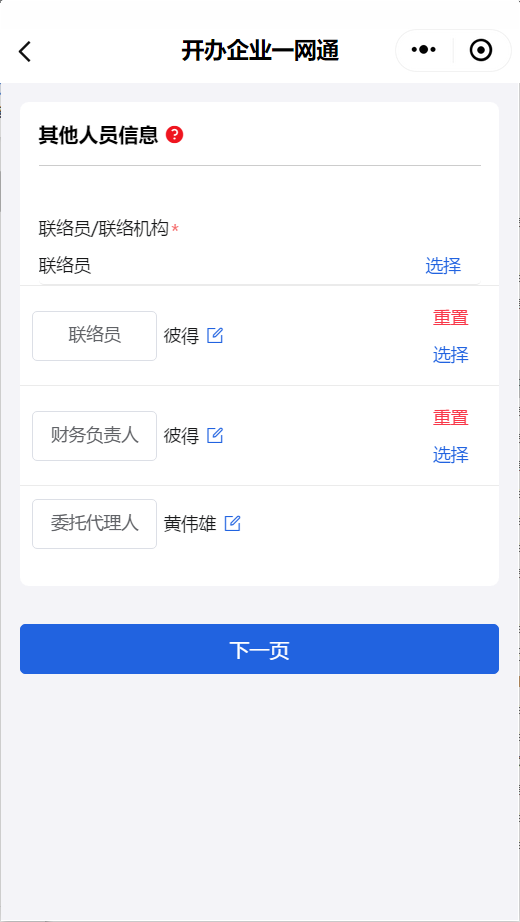 开办企业一网通
其他人员信息 ?
联络员/联络机构*
联络员 选择
联络员 彼得 重置
选择
财务负责人 彼得 重置
选择
委托代理人 黄伟雄
下一页